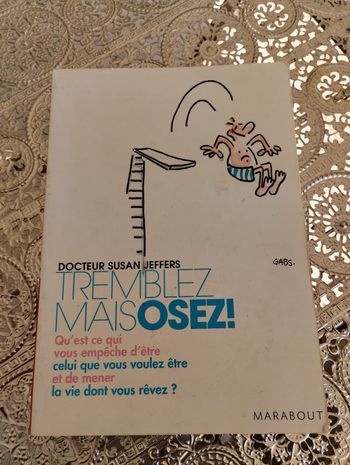 GABS.
DOCTEUR SUSAN JEFFERS
TREMBLEZ
MAIS OSEZ!
Qu'est ce qui
vous empêche d'être
celui que vous voulez être
et de mener
la vie dont vous rêvez ?
MARABOUT